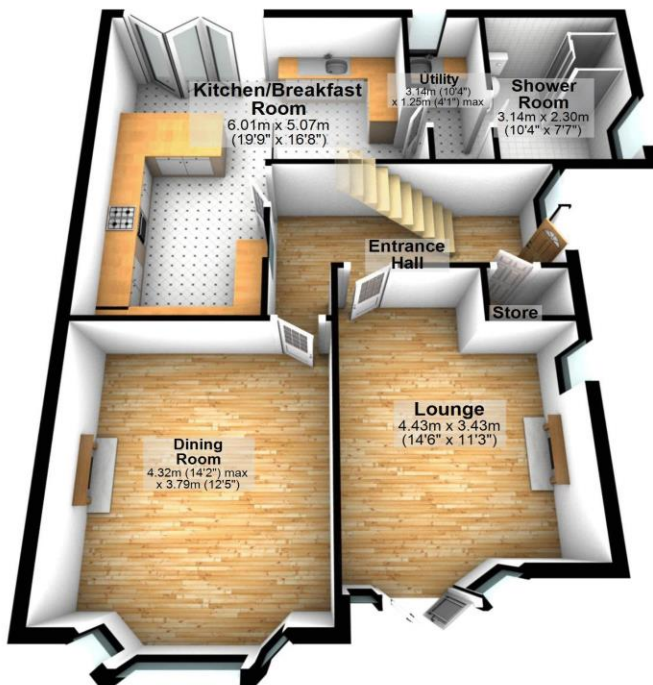 Kitchen/Breakfast
Room
6.01m x 5.07m
(19'9" x 16'8")
Utility
3.14m (10'4")
x 1.25m (4'1") max
Shower
Room
3.14m x 2.30m
(10'4" x 7'7")
Entrance
Hall
Store
Lounge
4.43m x 3.43m
(14'6" x 11'3")
Dining
Room
4.32m (14'2") max
x 3.79m (12'5")